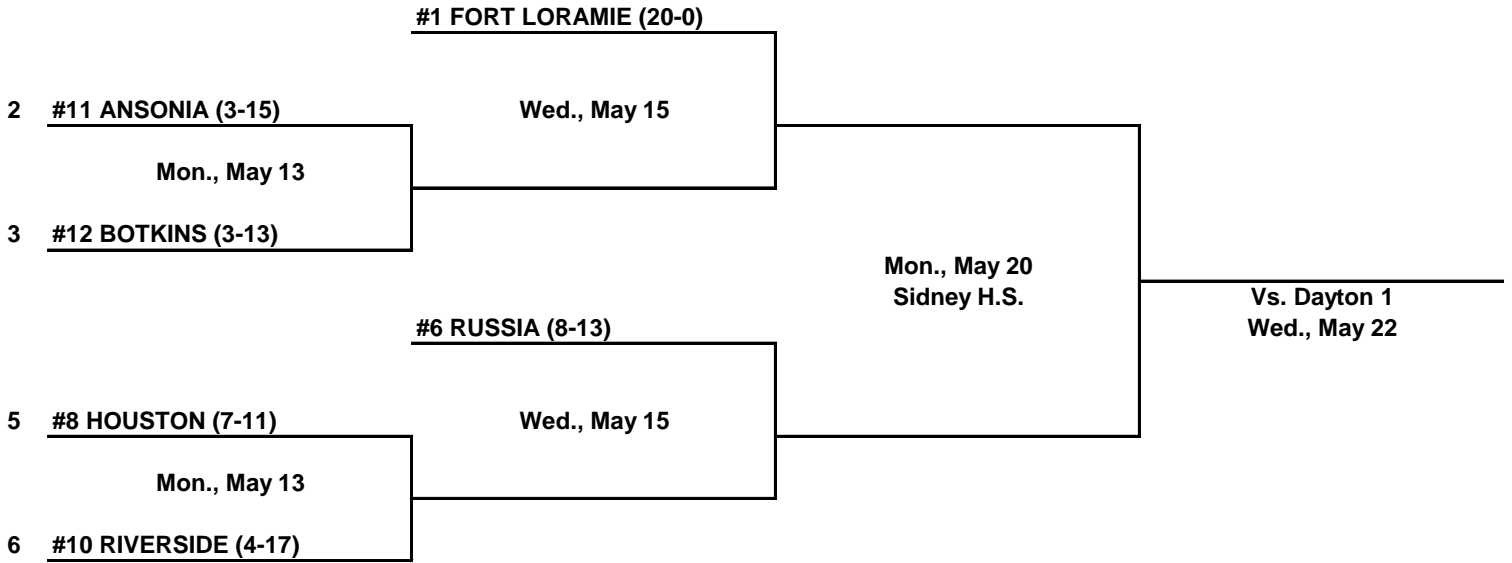 #1 FORT LORAMIE (20-0)
2 #11 ANSONIA (3-15)
Wed., May 15
Mon., May 13
3 #12 BOTKINS (3-13)
Mon., May 20
Sidney H.S.
Vs. Dayton 1
Wed., May 22
#6 RUSSIA (8-13)
5 #8 HOUSTON (7-11)
Wed., May 15
Mon., May 13
6 #10 RIVERSIDE (4-17)